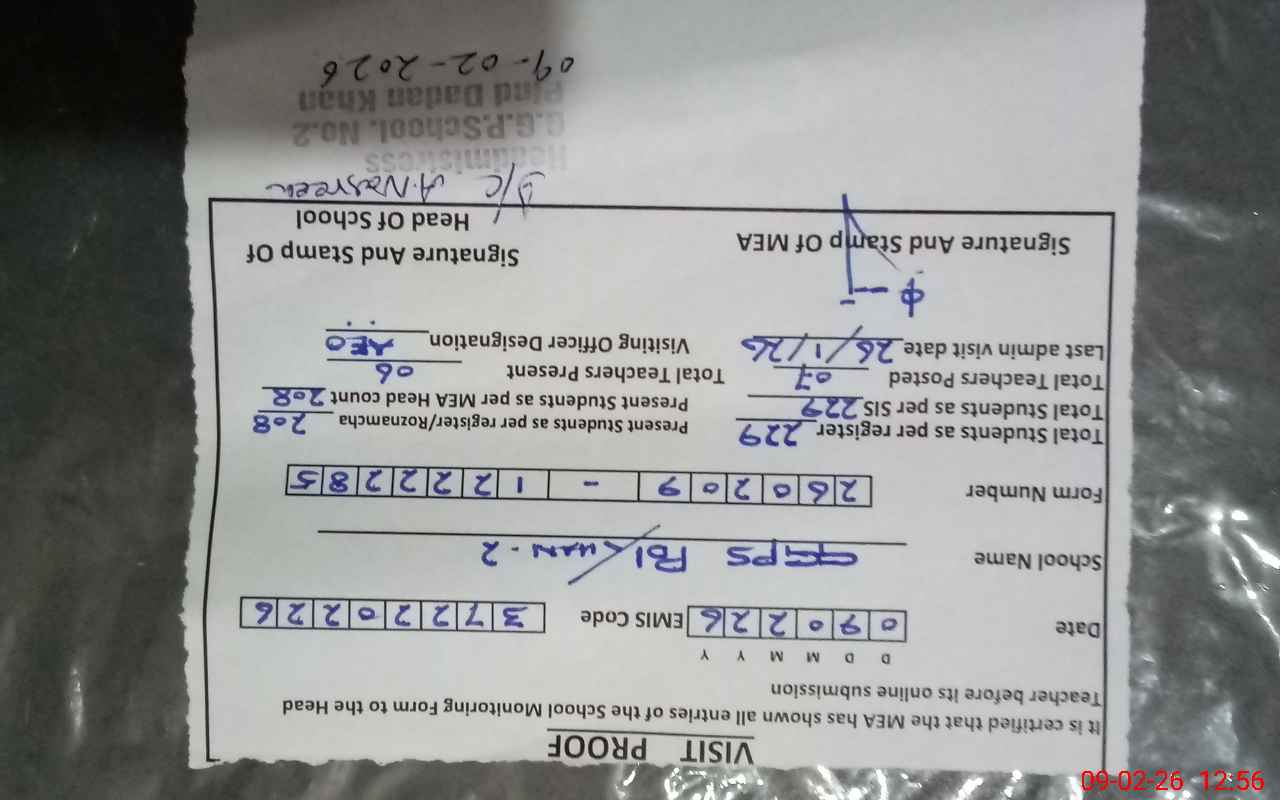 VISIT PROOF
It is certified that the MEA has shown all entries of the School Monitoring Form to the Head
Teacher before its online submission
D D M M Y Y
Date 0 9 0 2 2 6 EMIS Code 3 7 2 2 0 2 2 6
School Name GGPS PD/KHAN-2
Form Number 2 6 0 2 0 9 - 1 2 2 2 2 8 5
Total Students as per register 229 Present Students as per register/Roznamcha 208
Total Students as per SIS 229 Present Students as per MEA Head count 208
Total Teachers Posted 07 Total Teachers Present 06
Last admin visit date 26/1/26 Visiting Officer Designation AEO
Signature And Stamp Of MEA Signature And Stamp Of
Head Of School
I/C A.Nasreen
Headmistress
G.G.P.School. No.2
Pind Dadan Khan
09-02-2026
09-02-26 12:56